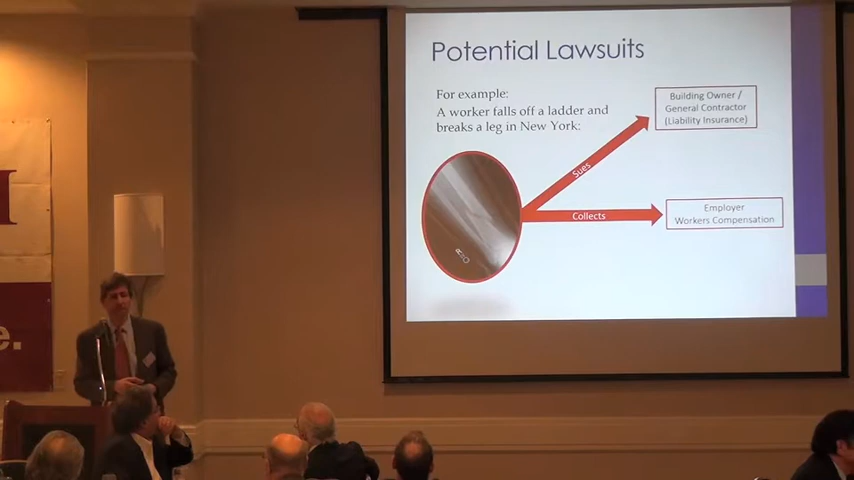 Potential Lawsuits
For example:
A worker falls off a ladder and
breaks a leg in New York:
Building Owner /
General Contractor
(Liability Insurance)
Sues
Collects
Employer
Workers Compensation
e.